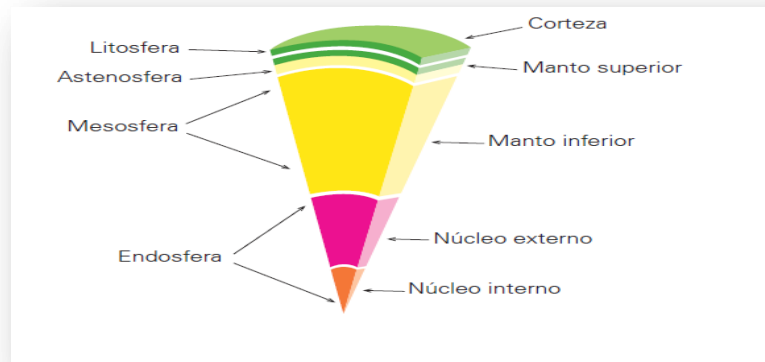 Corteza
Litosfera
Manto superior
Astenosfera
Mesosfera
Manto inferior
Núcleo externo
Endosfera
Núcleo interno